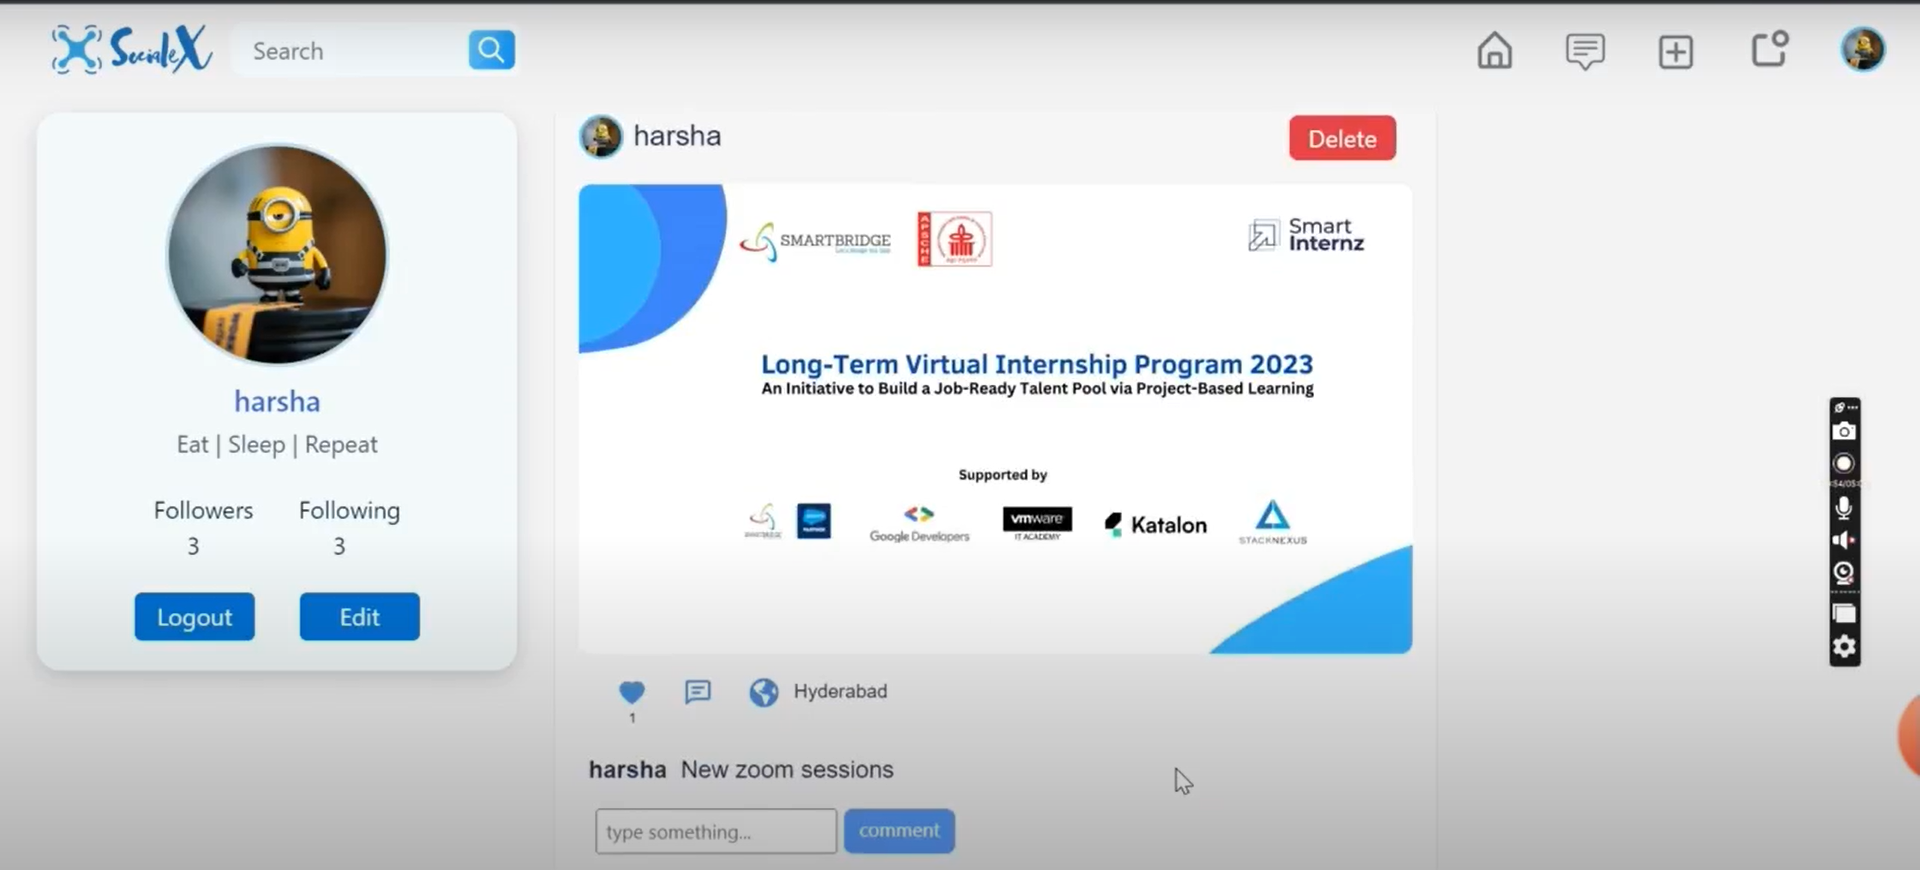 SocialeX
Search
harsha
Eat | Sleep | Repeat
Followers
Following
3
3
Logout
Edit
harsha
Delete
SMARTBRIDGE
APSCHE
Smart
Internz
Long-Term Virtual Internship Program 2023
An Initiative to Build a Job-Ready Talent Pool via Project-Based Learning
Supported by
Google Developers
vmware
IT ACADEMY
Katalon
STACKNEXUS
1
Hyderabad
harsha New zoom sessions
type something...
comment